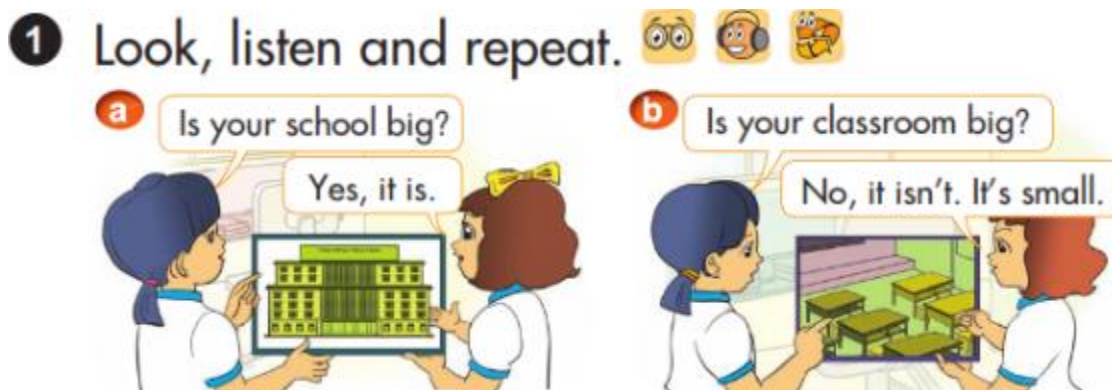 1 Look, listen and repeat.
a
Is your school big?
Yes, it is.
b
Is your classroom big?
No, it isn't. It's small.